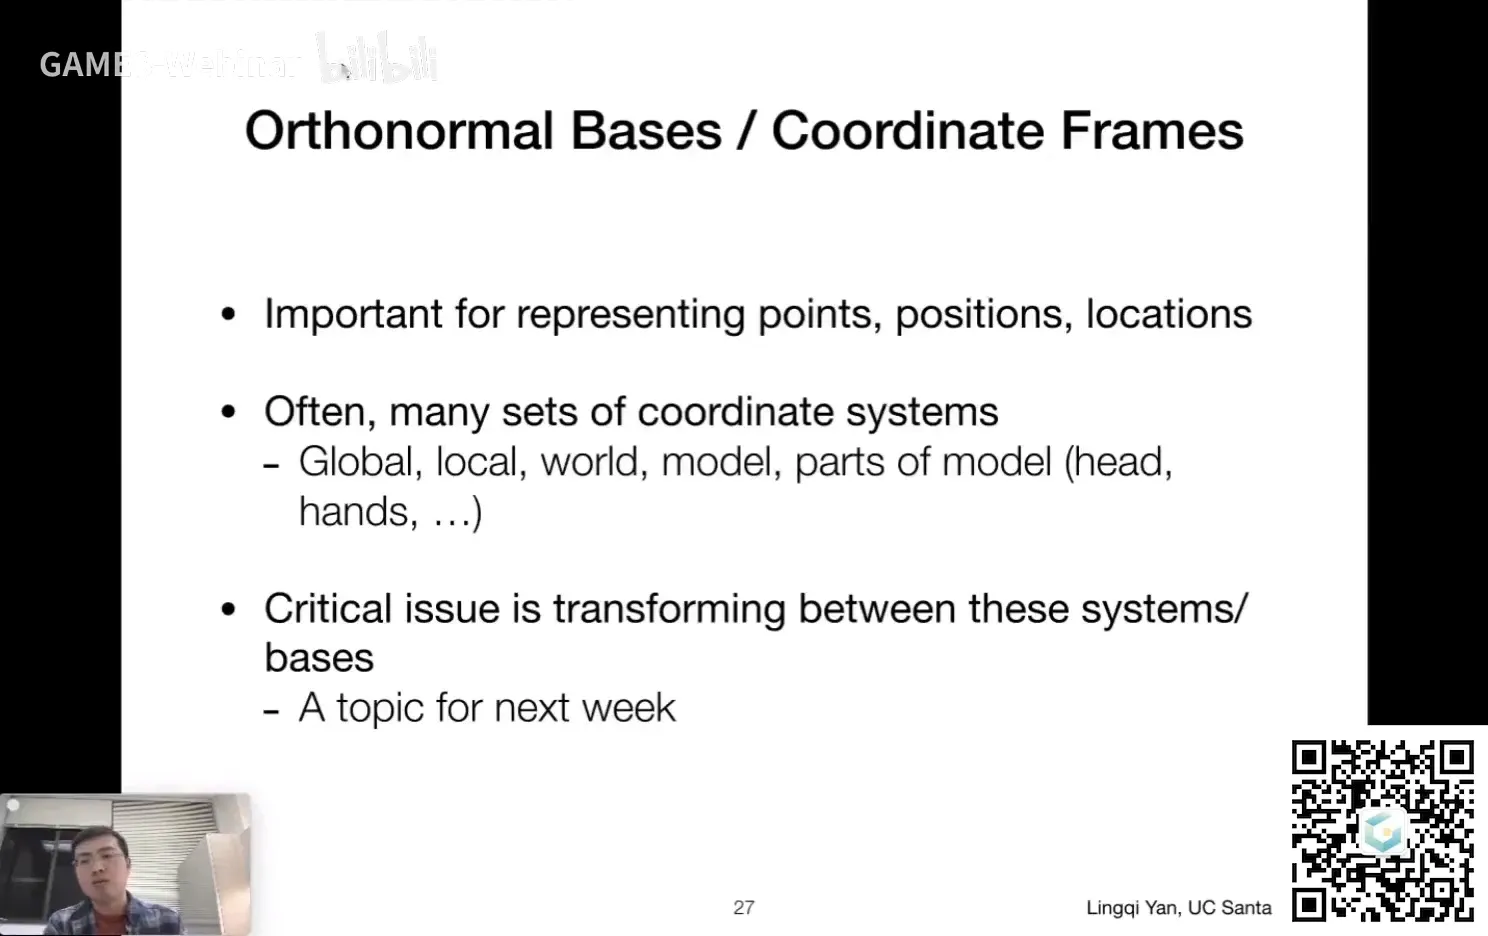 GAMES-Webinar bilibili
Orthonormal Bases / Coordinate Frames
• Important for representing points, positions, locations
• Often, many sets of coordinate systems
- Global, local, world, model, parts of model (head,
hands, …)
• Critical issue is transforming between these systems/
bases
- A topic for next week
27
Lingqi Yan, UC Santa